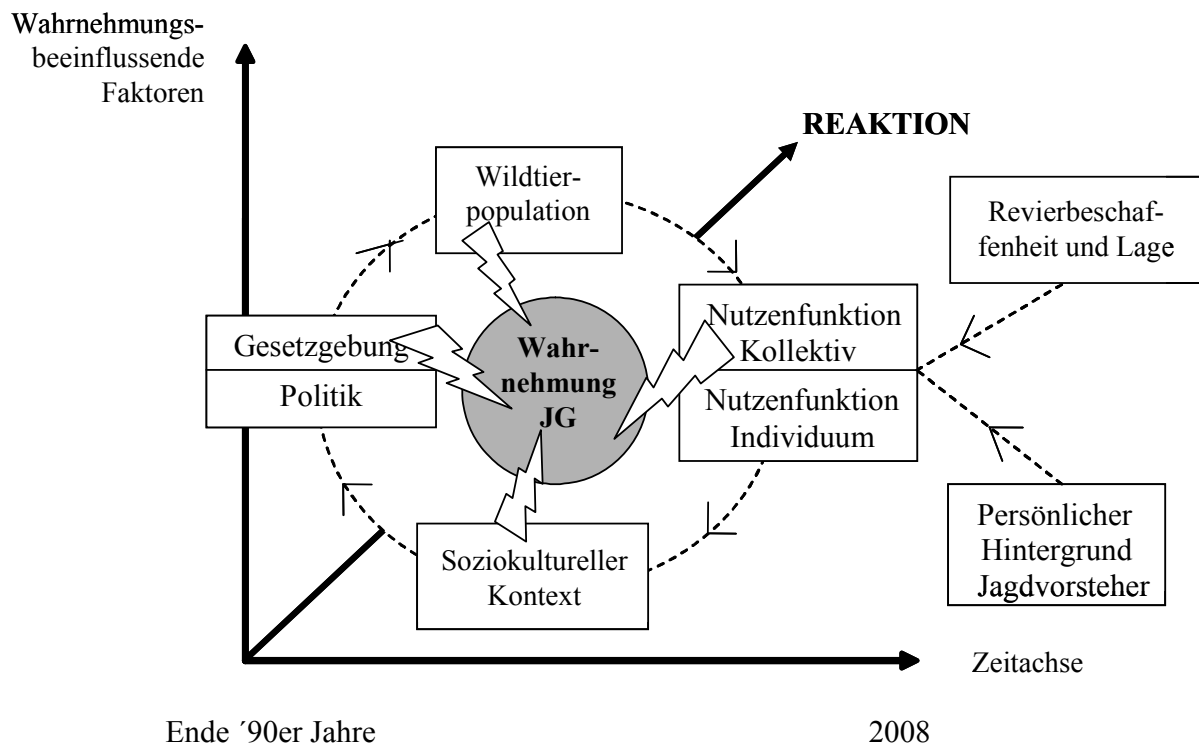 Wahrnehmungs-
beeinflussende
Faktoren
REAKTION
Wildtier-
population
Revierbeschaf-
fenheit und Lage
Gesetzgebung
Politik
Wahr-
nehmung
JG
Nutzenfunktion
Kollektiv
Nutzenfunktion
Individuum
Soziokultureller
Kontext
Persönlicher
Hintergrund
Jagdvorsteher
Zeitachse
Ende ´90er Jahre
2008